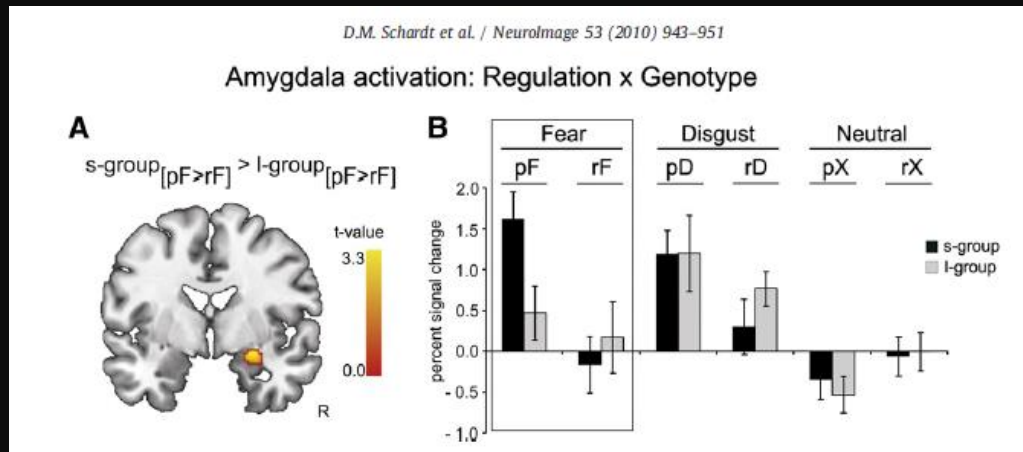 D.M. Schardt et al. / NeuroImage 53 (2010) 943–951
Amygdala activation: Regulation x Genotype
A
s-group[pF>rF] > l-group[pF>rF]
t-value
3.3
0.0
R
B
Fear Disgust Neutral
pF rF pD rD pX rX
percent signal change
2.0
1.5
1.0
0.5
0.0
- 0.5
- 1.0
s-group
l-group